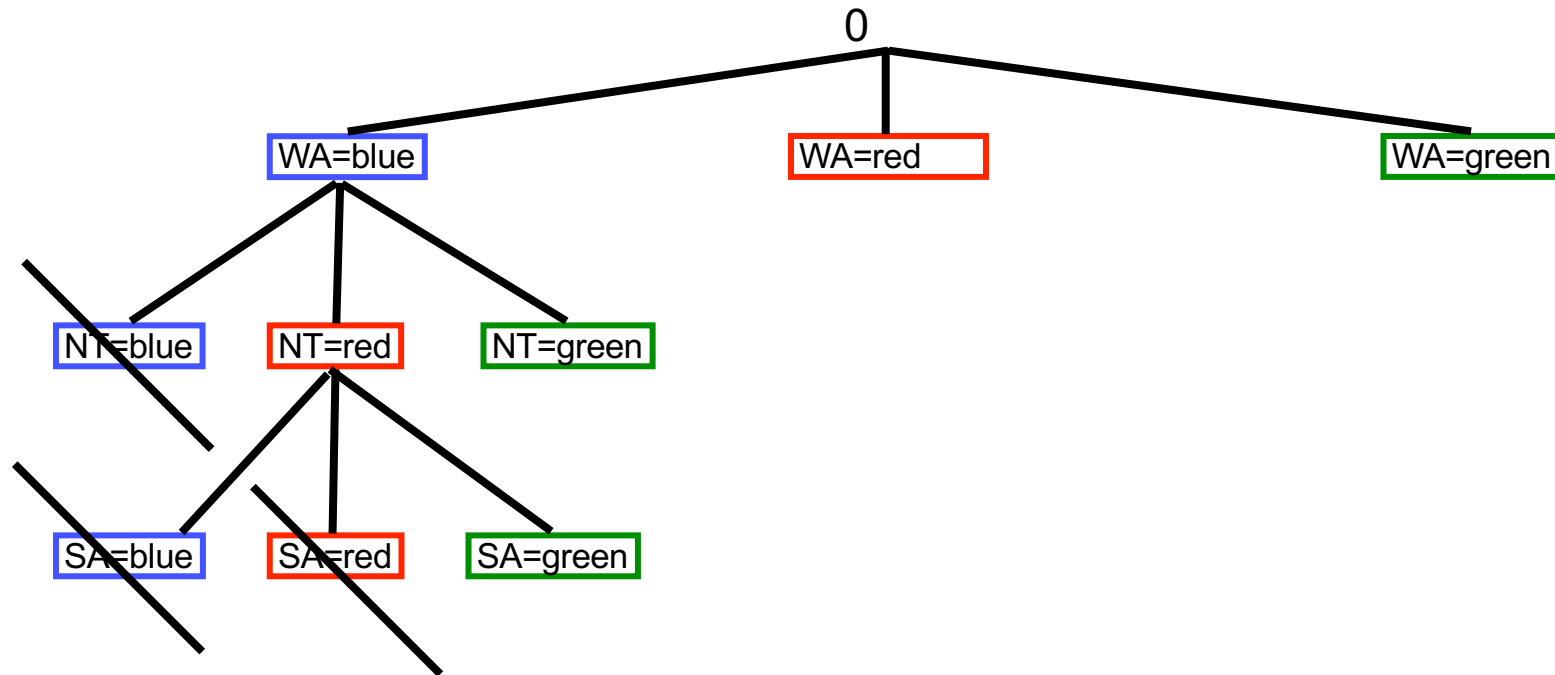 0
WA=blue
WA=red
WA=green
NT=blue
NT=red
NT=green
SA=blue
SA=red
SA=green